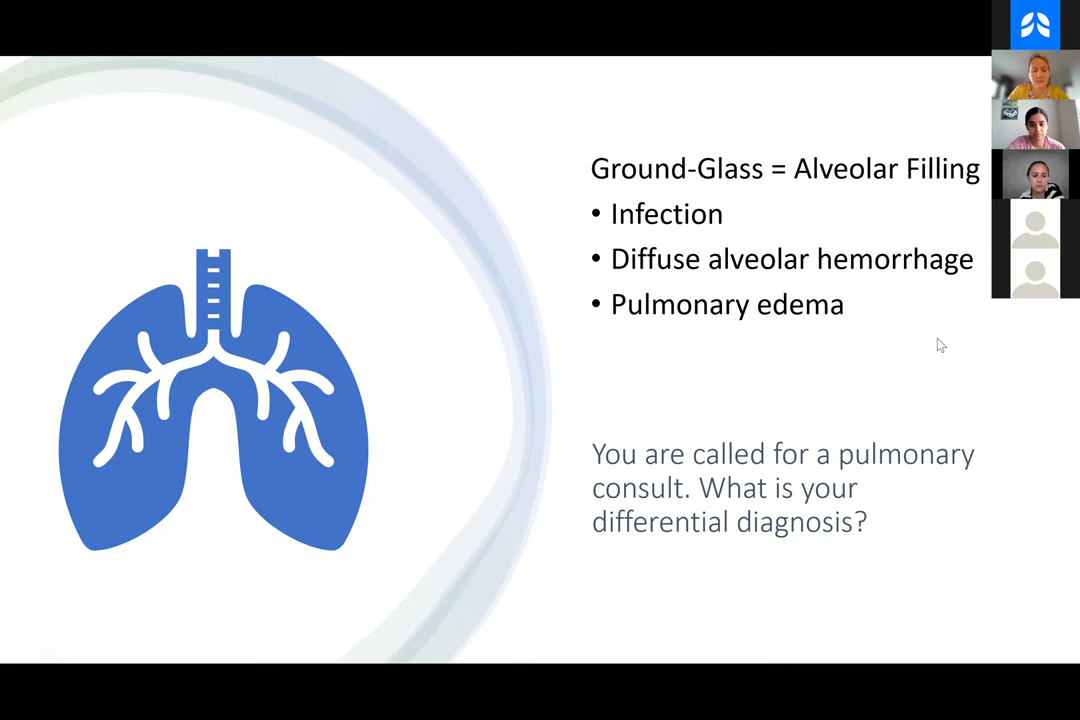 Ground-Glass = Alveolar Filling
• Infection
• Diffuse alveolar hemorrhage
• Pulmonary edema
You are called for a pulmonary
consult. What is your
differential diagnosis?